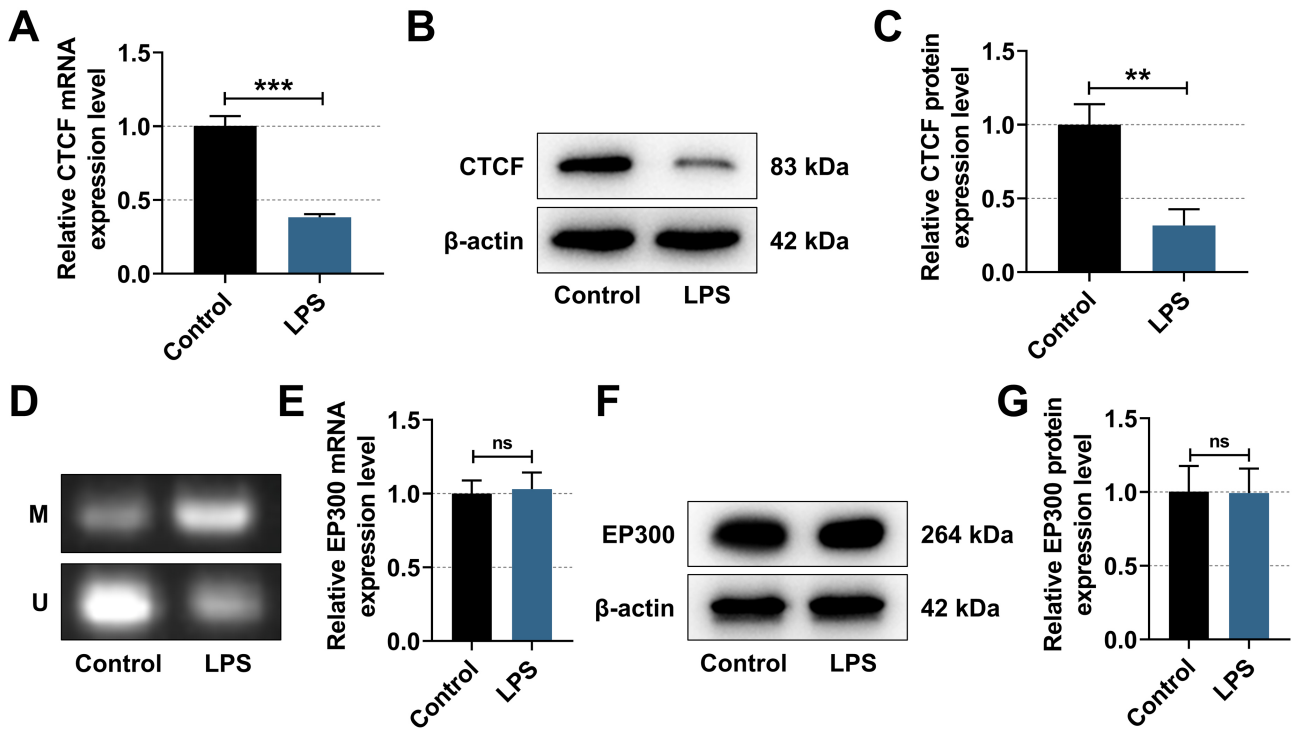 A
Relative CTCF mRNA
expression level
1.5
1.0
0.5
0.0
***
Control
LPS
B
CTCF
83 kDa
β-actin
42 kDa
Control
LPS
C
Relative CTCF protein
expression level
1.5
1.0
0.5
0.0
**
Control
LPS
D
M
U
Control
LPS
E
Relative EP300 mRNA
expression level
1.5
1.0
0.5
0.0
ns
Control
LPS
F
EP300
264 kDa
β-actin
42 kDa
Control
LPS
G
Relative EP300 protein
expression level
1.5
1.0
0.5
0.0
ns
Control
LPS